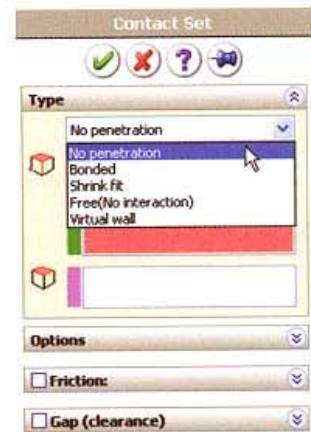 Contact Set
?
Type
No penetration
No penetration
Bonded
Shrink fit
Free(No interaction)
Virtual wall
Options
Friction:
Gap (clearance)